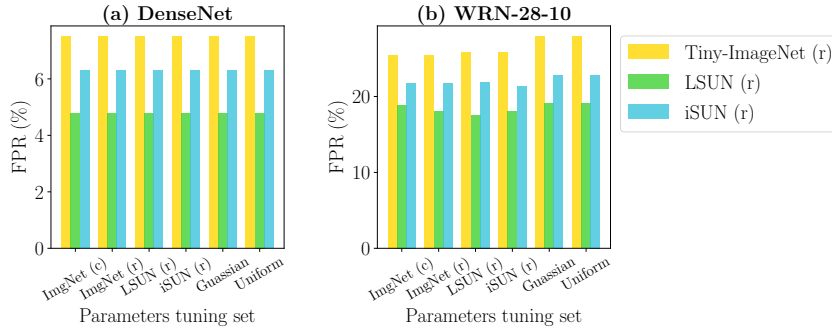 (a) DenseNet
FPR (%)
6
4
2
0
ImgNet (c)
ImgNet (r)
LSUN (r)
iSUN (r)
Guassian
Uniform
Parameters tuning set
(b) WRN-28-10
FPR (%)
20
10
0
ImgNet (c)
ImgNet (r)
LSUN (r)
iSUN (r)
Guassian
Uniform
Parameters tuning set
Tiny-ImageNet (r)
LSUN (r)
iSUN (r)